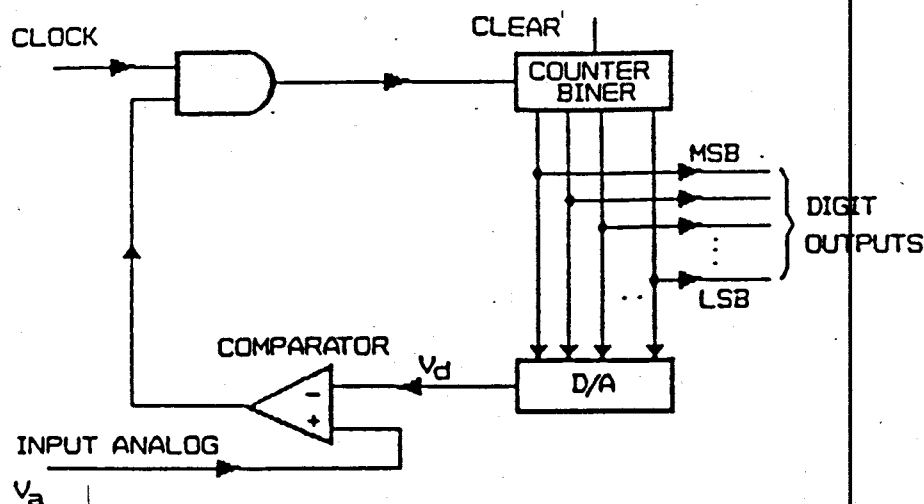 CLOCK
CLEAR'
COUNTER
BINER
MSB
DIGIT
OUTPUTS
LSB
COMPARATOR
Vd
D/A
-
+
INPUT ANALOG
Va